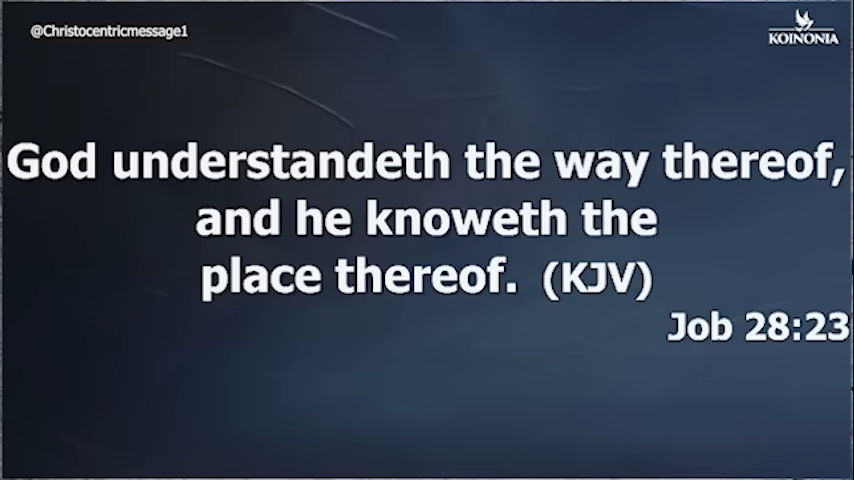 @Christocentricmessage1
KOINONIA
God understandeth the way thereof,
and he knoweth the
place thereof. (KJV)
Job 28:23